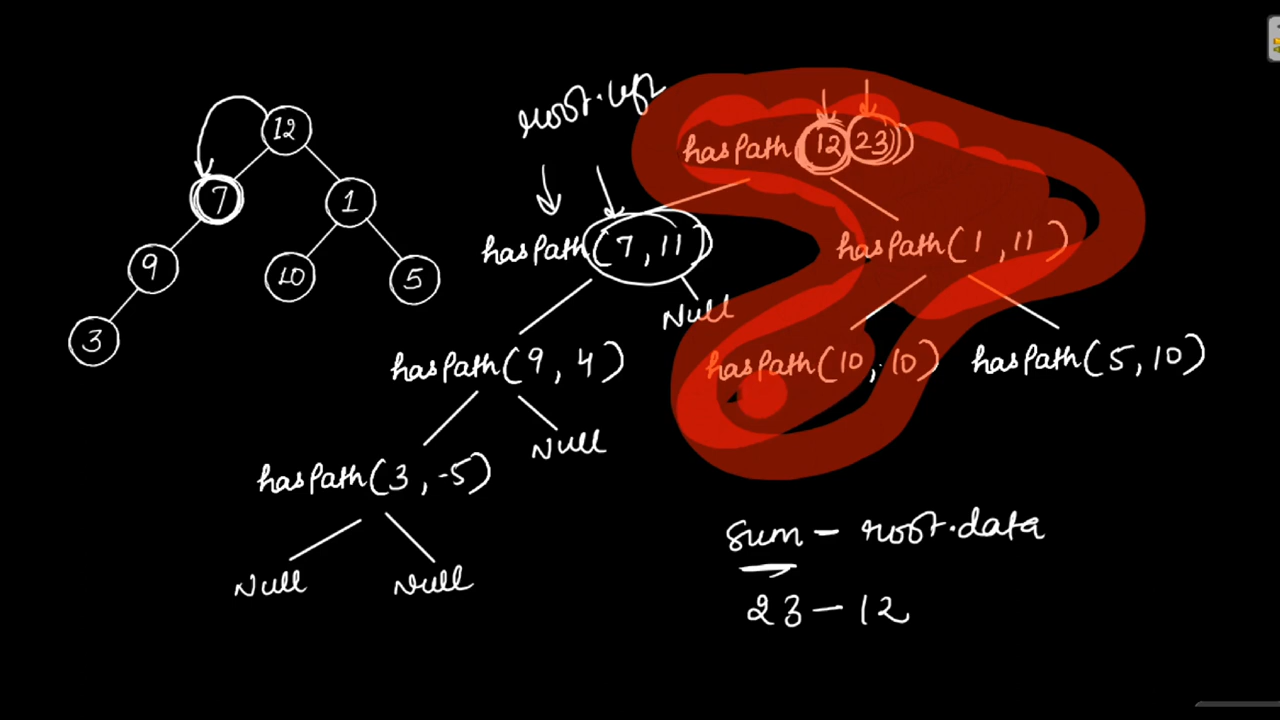 root.left
12
hasPath(12, 23)
7
1
hasPath(7, 11)
hasPath(1, 11)
9
10
5
Null
3
hasPath(9, 4)
hasPath(10, 10)
hasPath(5, 10)
Null
hasPath(3, -5)
sum - root.data
Null
Null
23 - 12